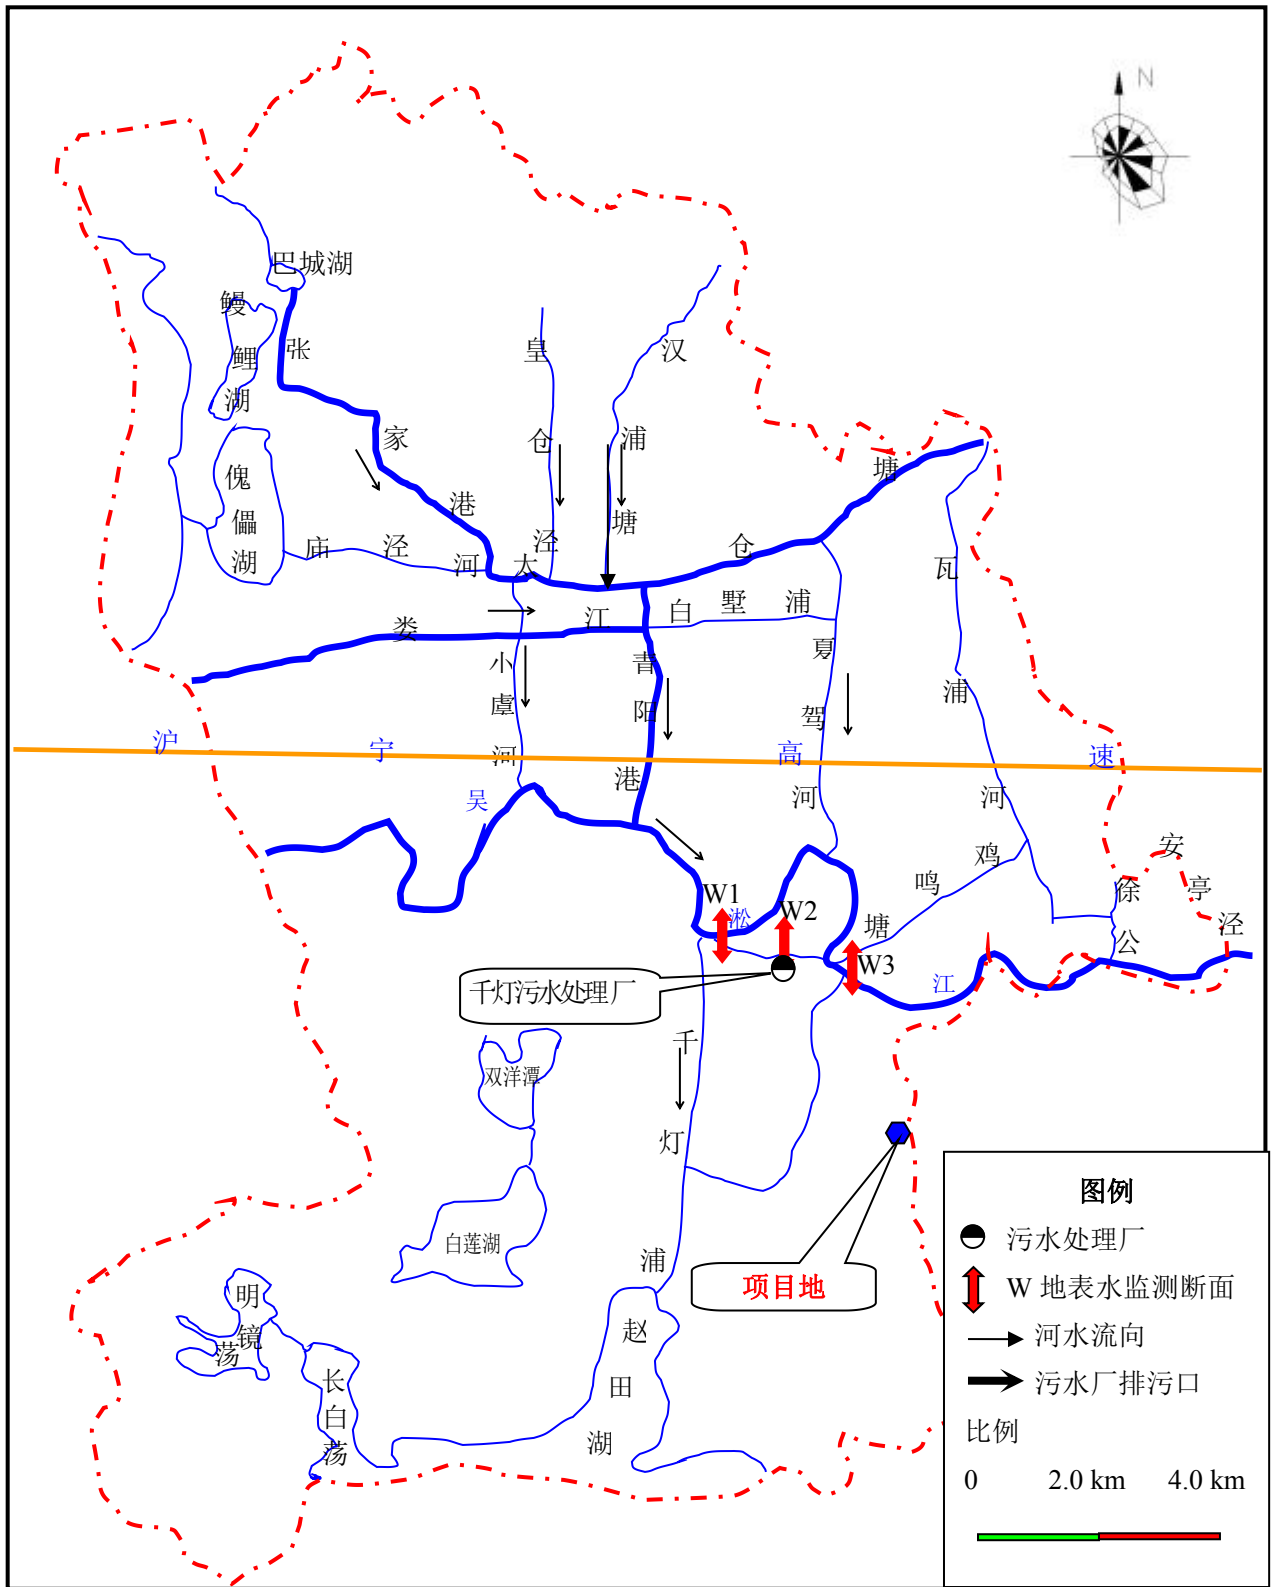 N
巴城湖
鳗鲤湖
傀儡湖
张家港
皇仓泾
汉浦塘
太仓塘
庙泾河
娄江
白墅浦
小虞河
青阳港
夏驾河
瓦浦河
沪宁高速
吴淞江
鸡鸣塘
徐公
安亭泾
W1
W2
W3
千灯污水处理厂
千灯浦
双洋潭
白莲湖
明镜荡
长白荡
赵田湖
项目地
图例
污水处理厂
W 地表水监测断面
河水流向
污水厂排污口
比例
0 2.0 km 4.0 km